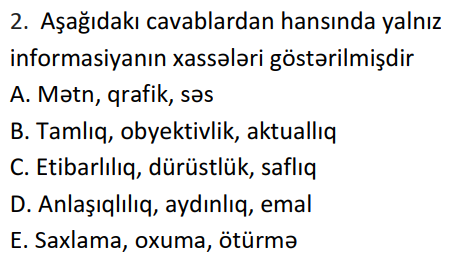 2. Aşağıdakı cavablardan hansında yalnız
informasiyanın xassələri göstərilmişdir
A. Mətn, qrafik, səs
B. Tamlıq, obyektivlik, aktuallıq
C. Etibarlılıq, dürüstlük, saflıq
D. Anlaşıqlılıq, aydınlıq, emal
E. Saxlama, oxuma, ötürmə